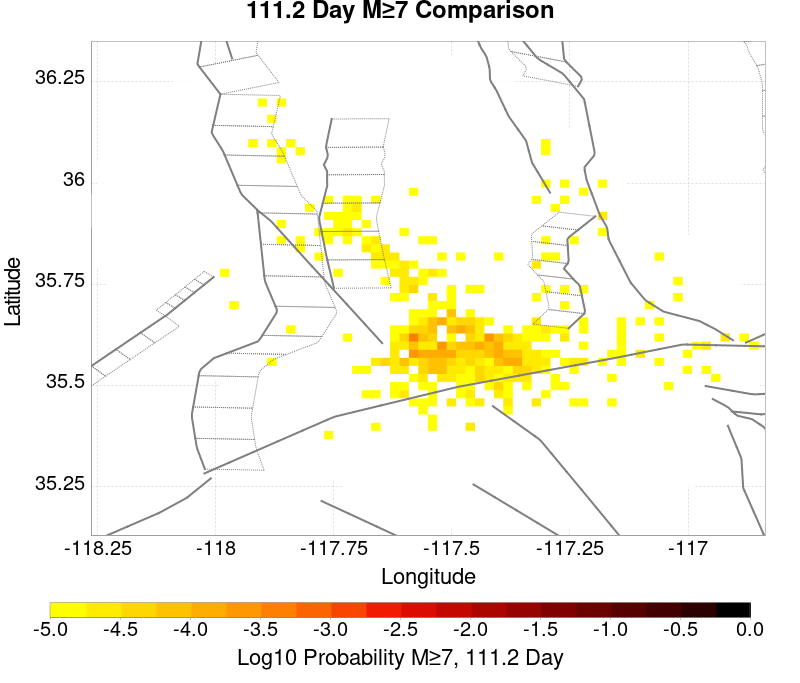 111.2 Day M≥7 Comparison
36.25
36
35.75
35.5
35.25
Latitude
-118.25 -118 -117.75 -117.5 -117.25 -117
Longitude
-5.0 -4.5 -4.0 -3.5 -3.0 -2.5 -2.0 -1.5 -1.0 -0.5 0.0
Log10 Probability M≥7, 111.2 Day